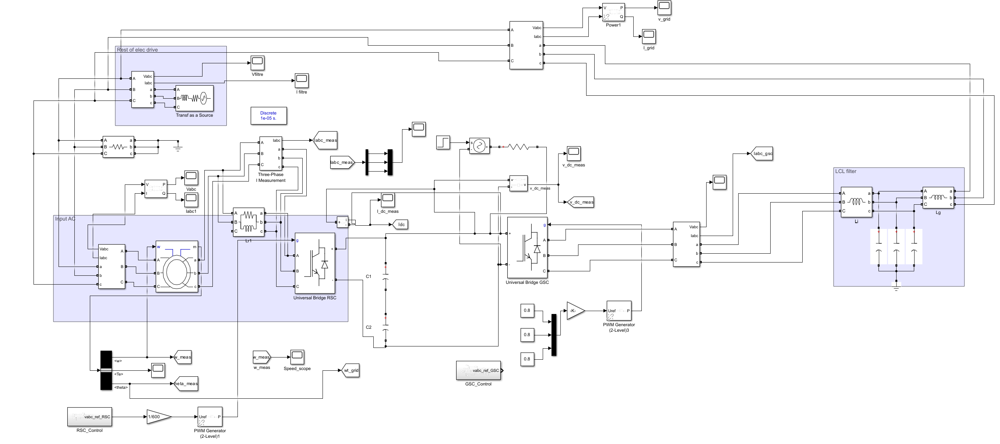 V
P
Q
Power1
v_grid
I_grid
A
B
C
Vabc
Iabc
a
b
c
Rest of elec drive
A
B
C
Vabc
Iabc
a
b
c
A
B
C
Transf as a Source
Vfiltre
I filtre
Discrete
1e-05 s.
A
B
C
a
b
c
A
B
C
Iabc
a
b
c
Three-Phase
I Measurement
Iabc_meas
Iabc_meas
s
-
+
v_dc_meas
+
-
v
v_dc_meas
v_dc_meas
Iabc_gsc
V
I
P
Q
Vabc
Iabc1
I_dc_meas
Idc
+
i
-
Input AC
A
B
C
a
b
c
Lr1
Vabc
Iabc
a
b
c
A
B
C
w
m
A
B
C
a
b
c
g
A
B
C
+
-
Universal Bridge RSC
C1
C2
g
+
-
A
B
C
Universal Bridge GSC
A
B
C
Vabc
Iabc
a
b
c
LCL filter
A
B
C
a
b
c
Li
A
B
C
a
b
c
Lg
0.8
0.8
0.8
-K-
Uref
P
PWM Generator
(2-Level)3
<w>
<Te>
<theta>
w_meas
heta_meas
w_meas
w_meas
Speed_scope
wt_grid
vabc_ref_GSC
GSC_Control
vabc_ref_RSC
RSC_Control
1/600
Uref
P
PWM Generator
(2-Level)1